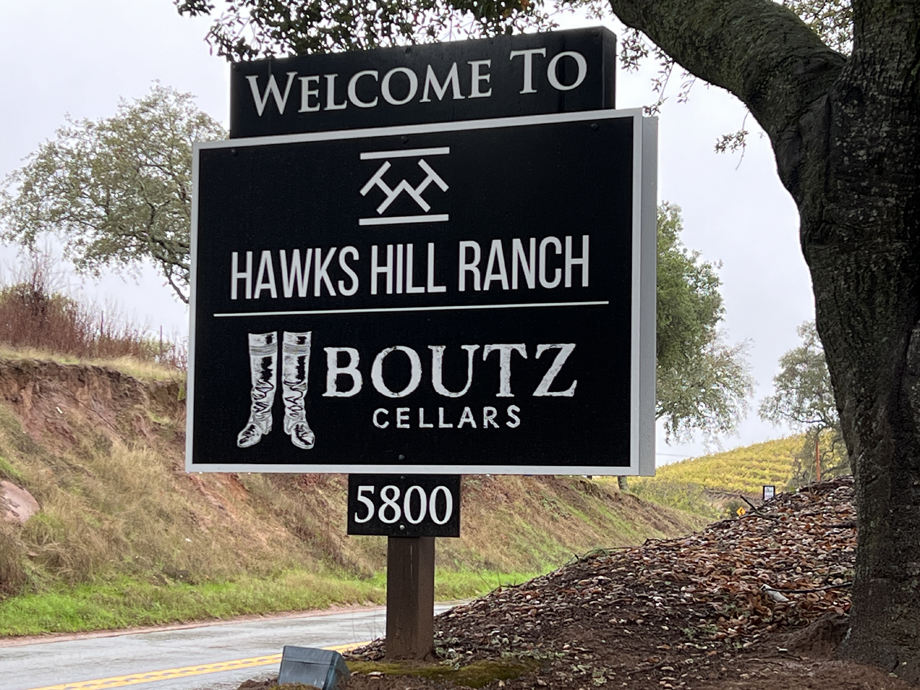 WELCOME TO
HAWKS HILL RANCH
BOUTZ
CELLARS
5800